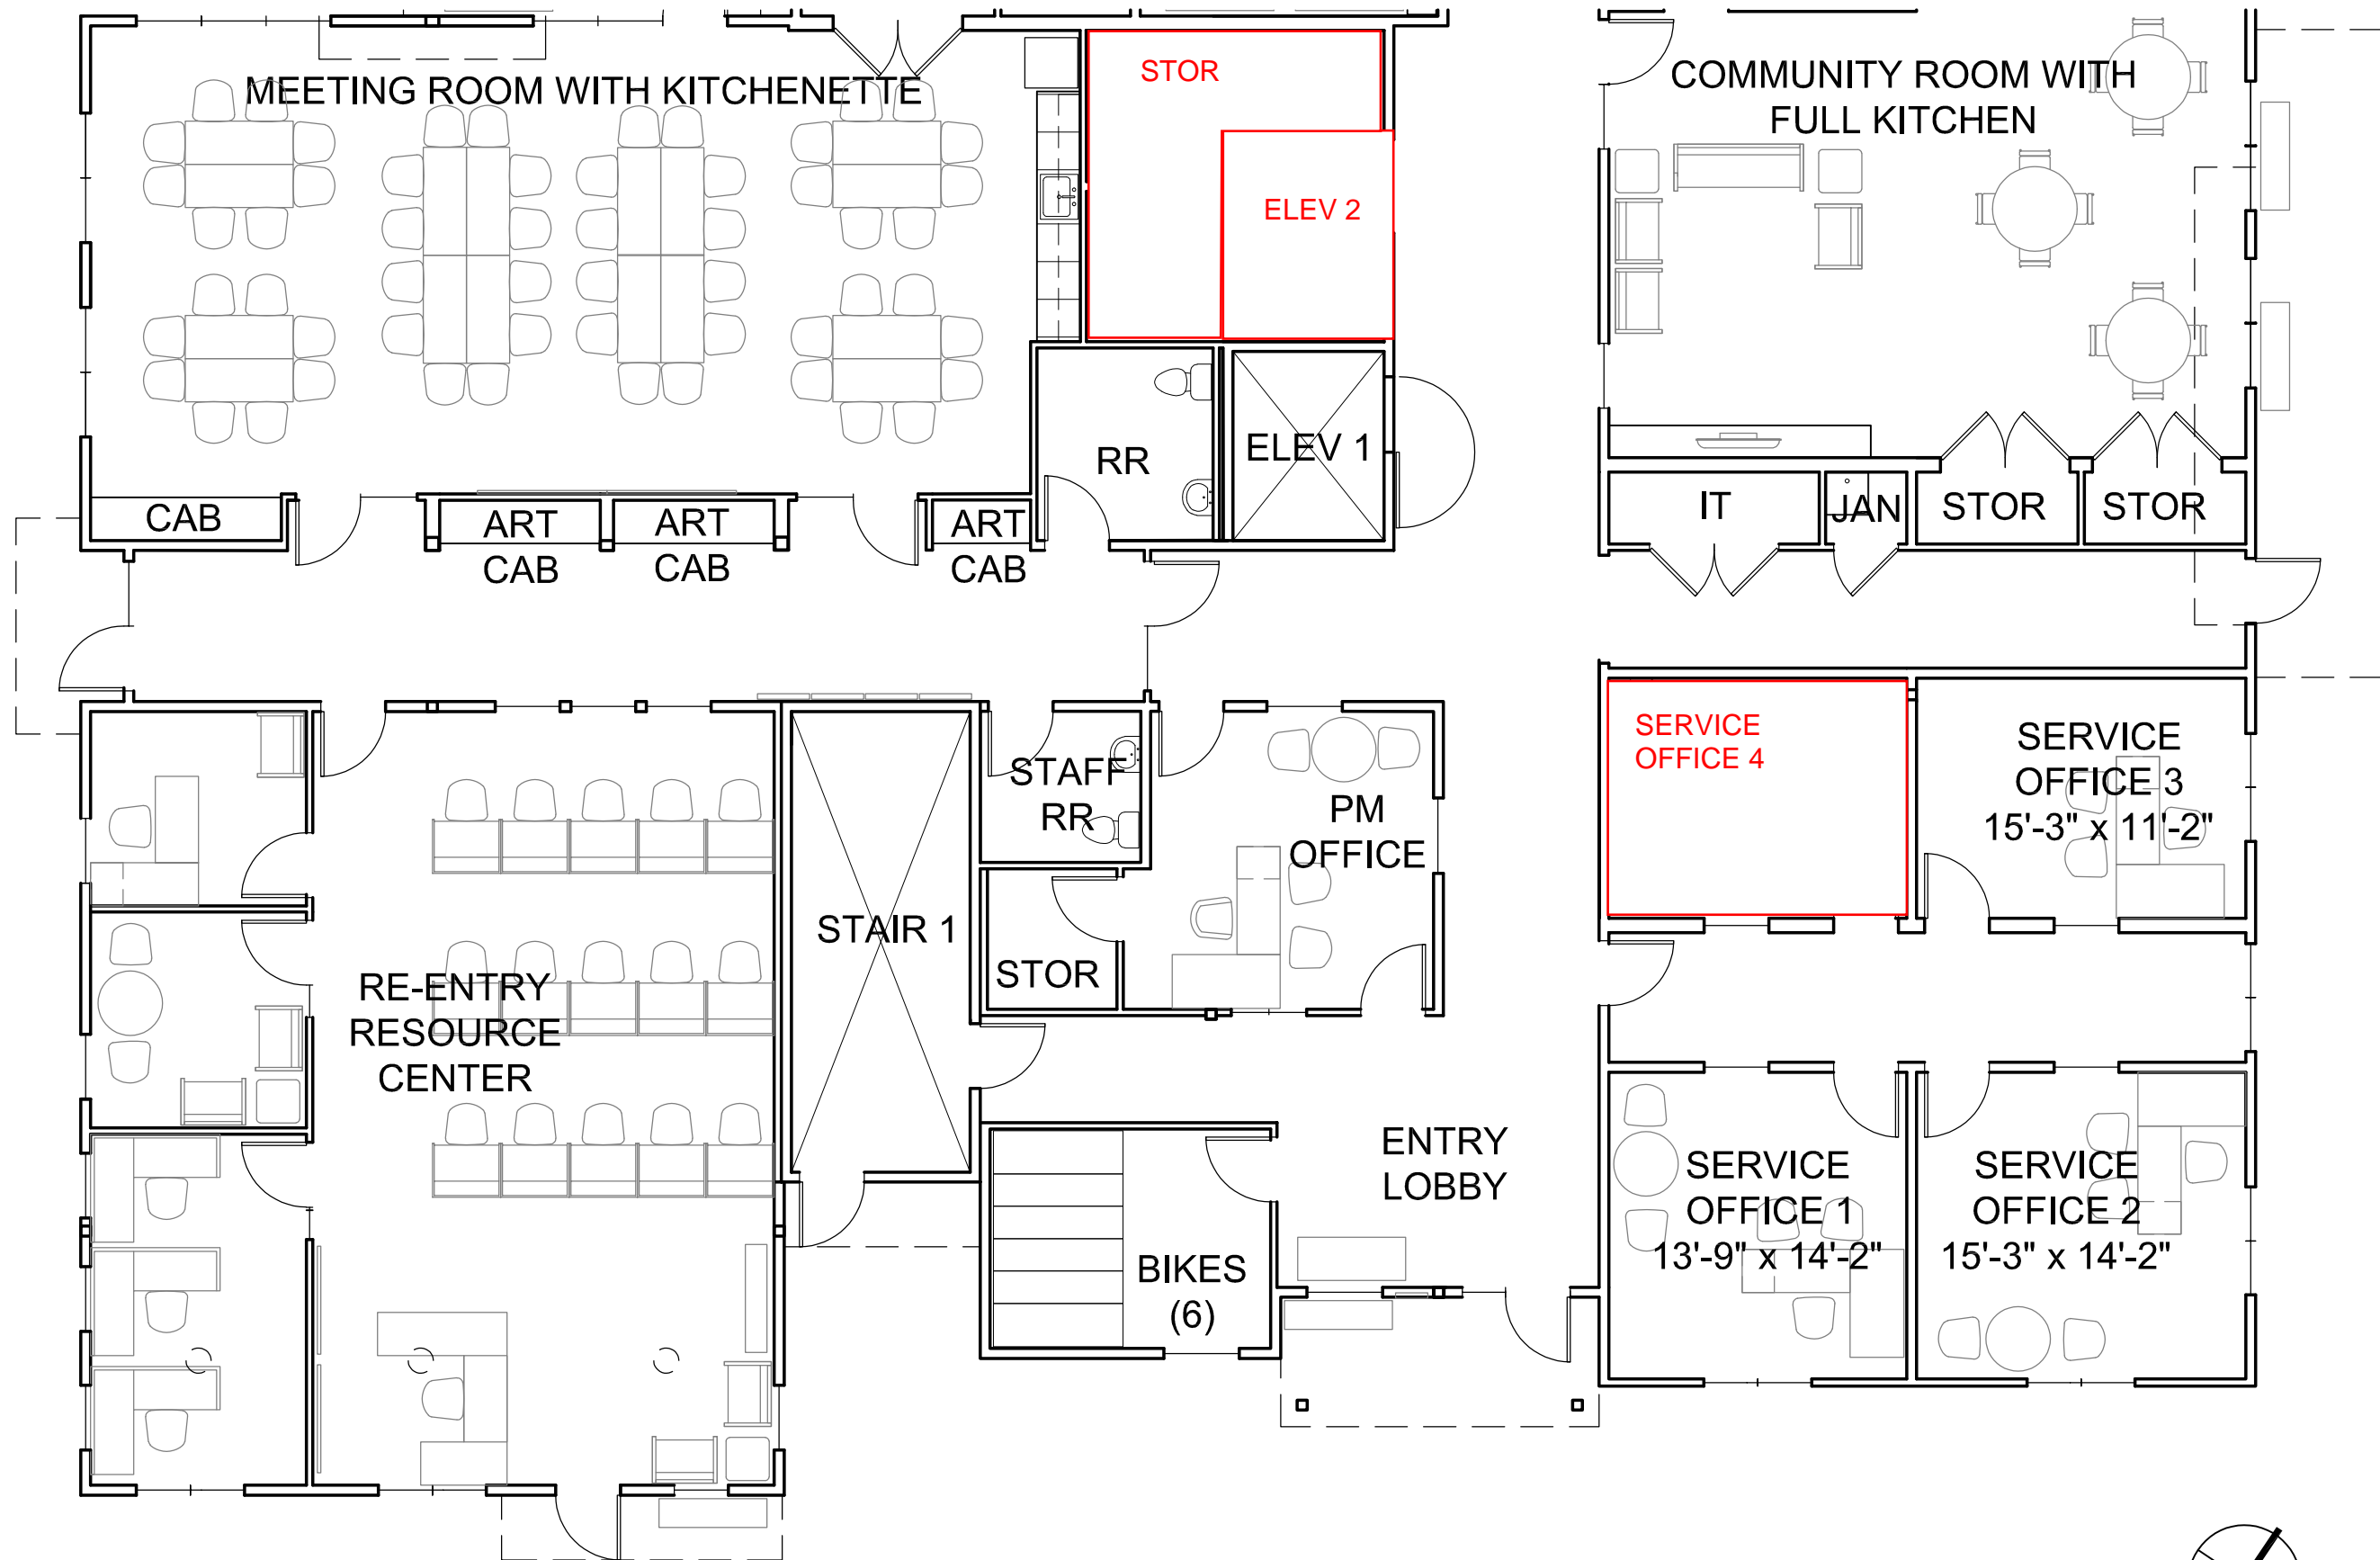 MEETING ROOM WITH KITCHENETTE
STOR
ELEV 2
COMMUNITY ROOM WITH
FULL KITCHEN
RR
ELEV 1
CAB
ART
CAB
ART
CAB
ART
CAB
IT
JAN
STOR
STOR
STAFF
RR
PM
OFFICE
SERVICE
OFFICE 4
SERVICE
OFFICE 3
15'-3" x 11'-2"
STAIR 1
STOR
RE-ENTRY
RESOURCE
CENTER
ENTRY
LOBBY
SERVICE
OFFICE 1
13'-9" x 14'-2"
SERVICE
OFFICE 2
15'-3" x 14'-2"
BIKES
(6)